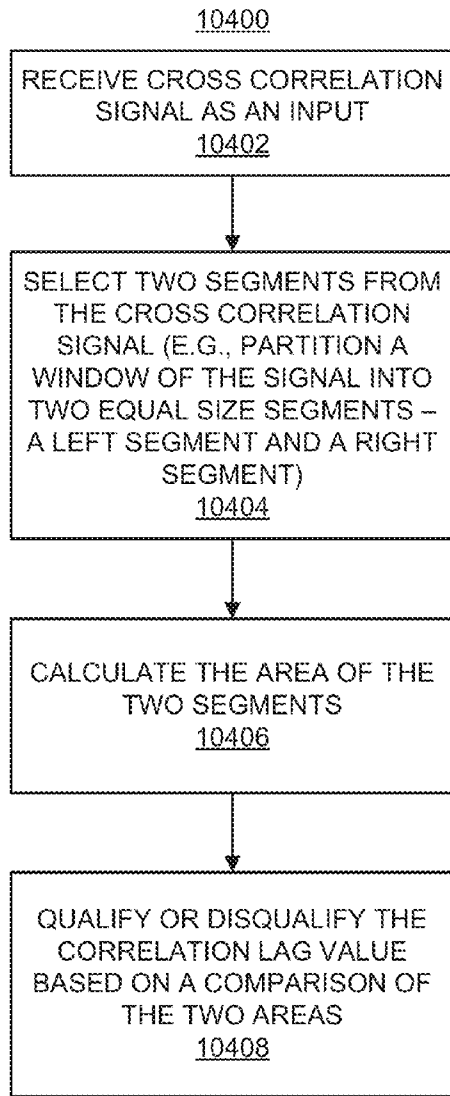 10400
RECEIVE CROSS CORRELATION
SIGNAL AS AN INPUT
10402
SELECT TWO SEGMENTS FROM
THE CROSS CORRELATION
SIGNAL (E.G., PARTITION A
WINDOW OF THE SIGNAL INTO
TWO EQUAL SIZE SEGMENTS –
A LEFT SEGMENT AND A RIGHT
SEGMENT)
10404
CALCULATE THE AREA OF THE
TWO SEGMENTS
10406
QUALIFY OR DISQUALIFY THE
CORRELATION LAG VALUE
BASED ON A COMPARISON OF
THE TWO AREAS
10408